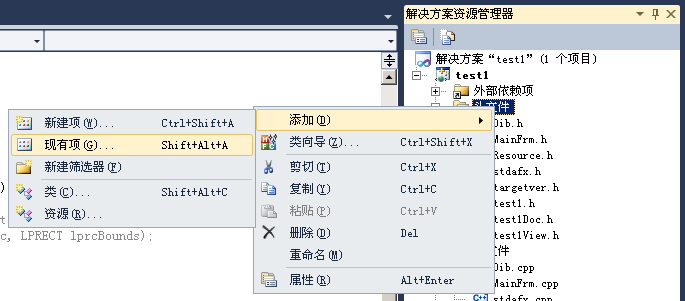 解决方案资源管理器
解决方案“test1”(1 个项目)
test1
外部依赖项
头文件
Dib.h
MainFrm.h
Resource.h
stdafx.h
targetver.h
test1.h
test1Doc.h
test1View.h
文件
Dib.cpp
MainFrm.cpp
stdafx.cpp
添加(D)
类向导(Z)... Ctrl+Shift+X
剪切(T) Ctrl+X
复制(Y) Ctrl+C
粘贴(P) Ctrl+V
删除(D) Del
重命名(M)
属性(R) Alt+Enter
新建项(W)... Ctrl+Shift+A
现有项(G)... Shift+Alt+A
新建筛选器(F)
类(C)... Shift+Alt+C
资源(R)...
)
t
c, LPRECT lprcBounds);